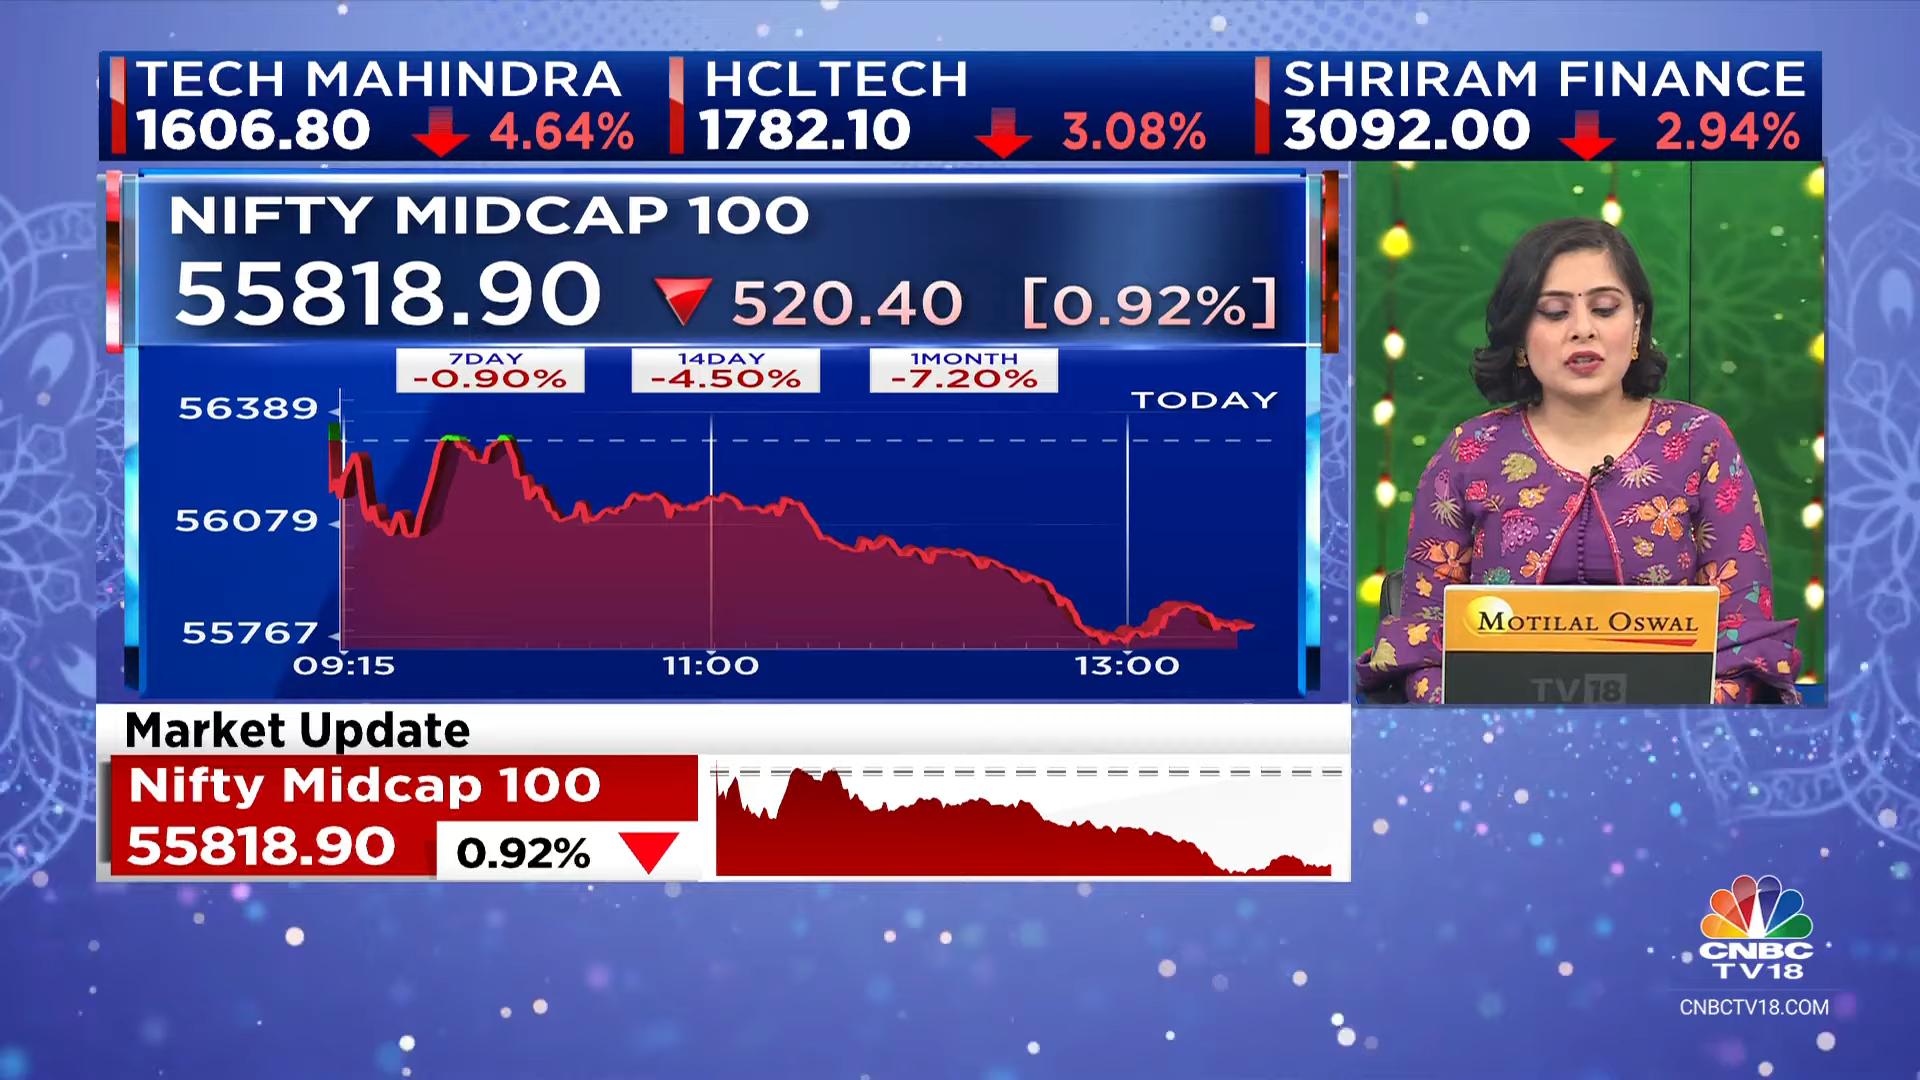 TECH MAHINDRA
1606.80 4.64%
HCLTECH
1782.10 3.08%
SHRIRAM FINANCE
3092.00 2.94%
NIFTY MIDCAP 100
55818.90 520.40 [0.92%]
7DAY
-0.90%
14DAY
-4.50%
1MONTH
-7.20%
TODAY
56389
56079
55767
09:15 11:00 13:00
MOTILAL OSWAL
TV18
Market Update
Nifty Midcap 100
55818.90 0.92%
CNBC
TV18
CNBCTV18.COM